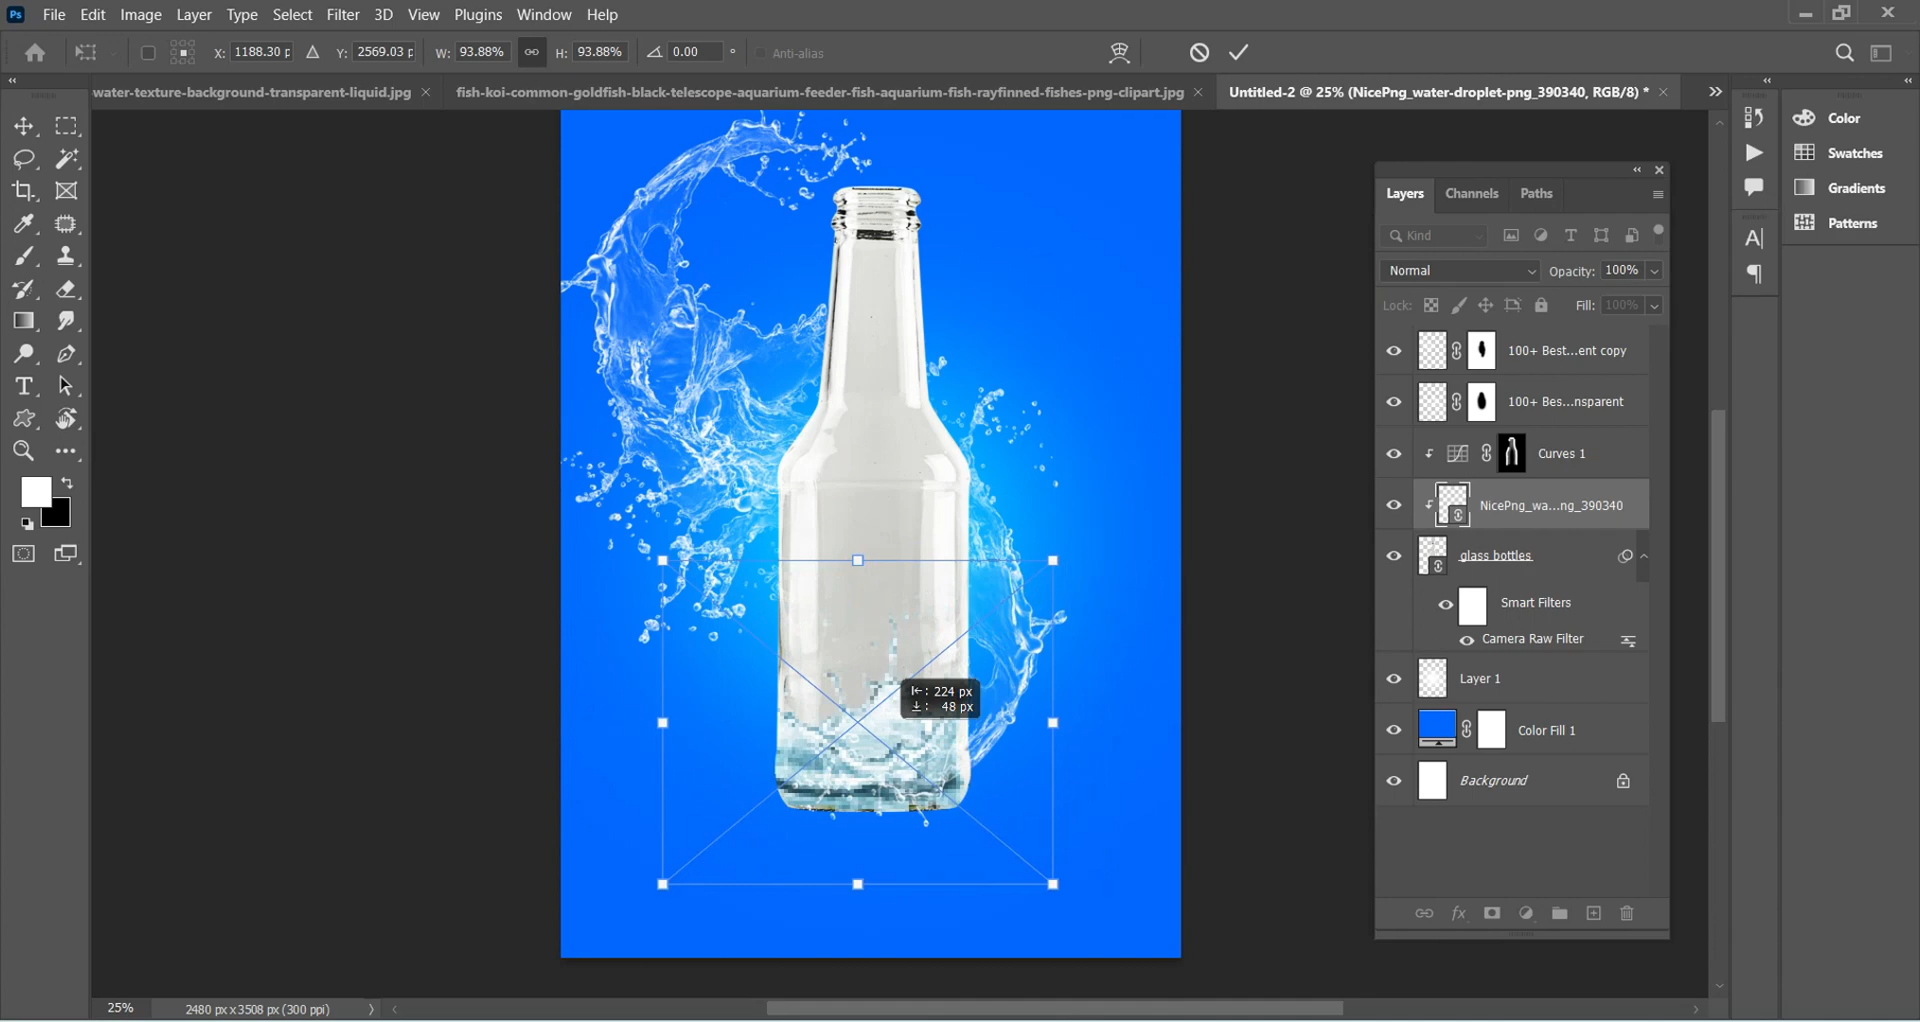 Ps File Edit Image Layer Type Select Filter 3D View Plugins Window Help
X: 1188.30 p Y: 2569.03 p W: 93.88% H: 93.88% 0.00 ° Anti-alias
water-texture-background-transparent-liquid.jpg × fish-koi-common-goldfish-black-telescope-aquarium-feeder-fish-aquarium-fish-rayfinned-fishes-png-clipart.jpg × Untitled-2 @ 25% (NicePng_water-droplet-png_390340, RGB/8) * ×
Color
Swatches
Gradients
Patterns
Layers Channels Paths
Kind
Normal Opacity: 100%
Lock: Fill: 100%
100+ Best...ent copy
100+ Bes...nsparent
Curves 1
NicePng_wa...ng_390340
glass bottles
Smart Filters
Camera Raw Filter
Layer 1
Color Fill 1
Background
: 224 px
: 48 px
25% 2480 px x 3508 px (300 ppi)